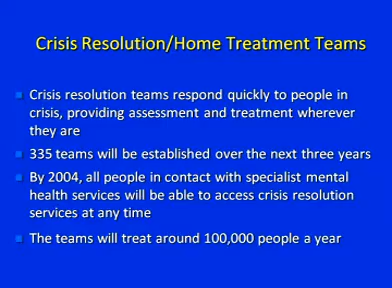 Crisis Resolution/Home Treatment Teams
Crisis resolution teams respond quickly to people in
crisis, providing assessment and treatment wherever
they are
335 teams will be established over the next three years
By 2004, all people in contact with specialist mental
health services will be able to access crisis resolution
services at any time
The teams will treat around 100,000 people a year